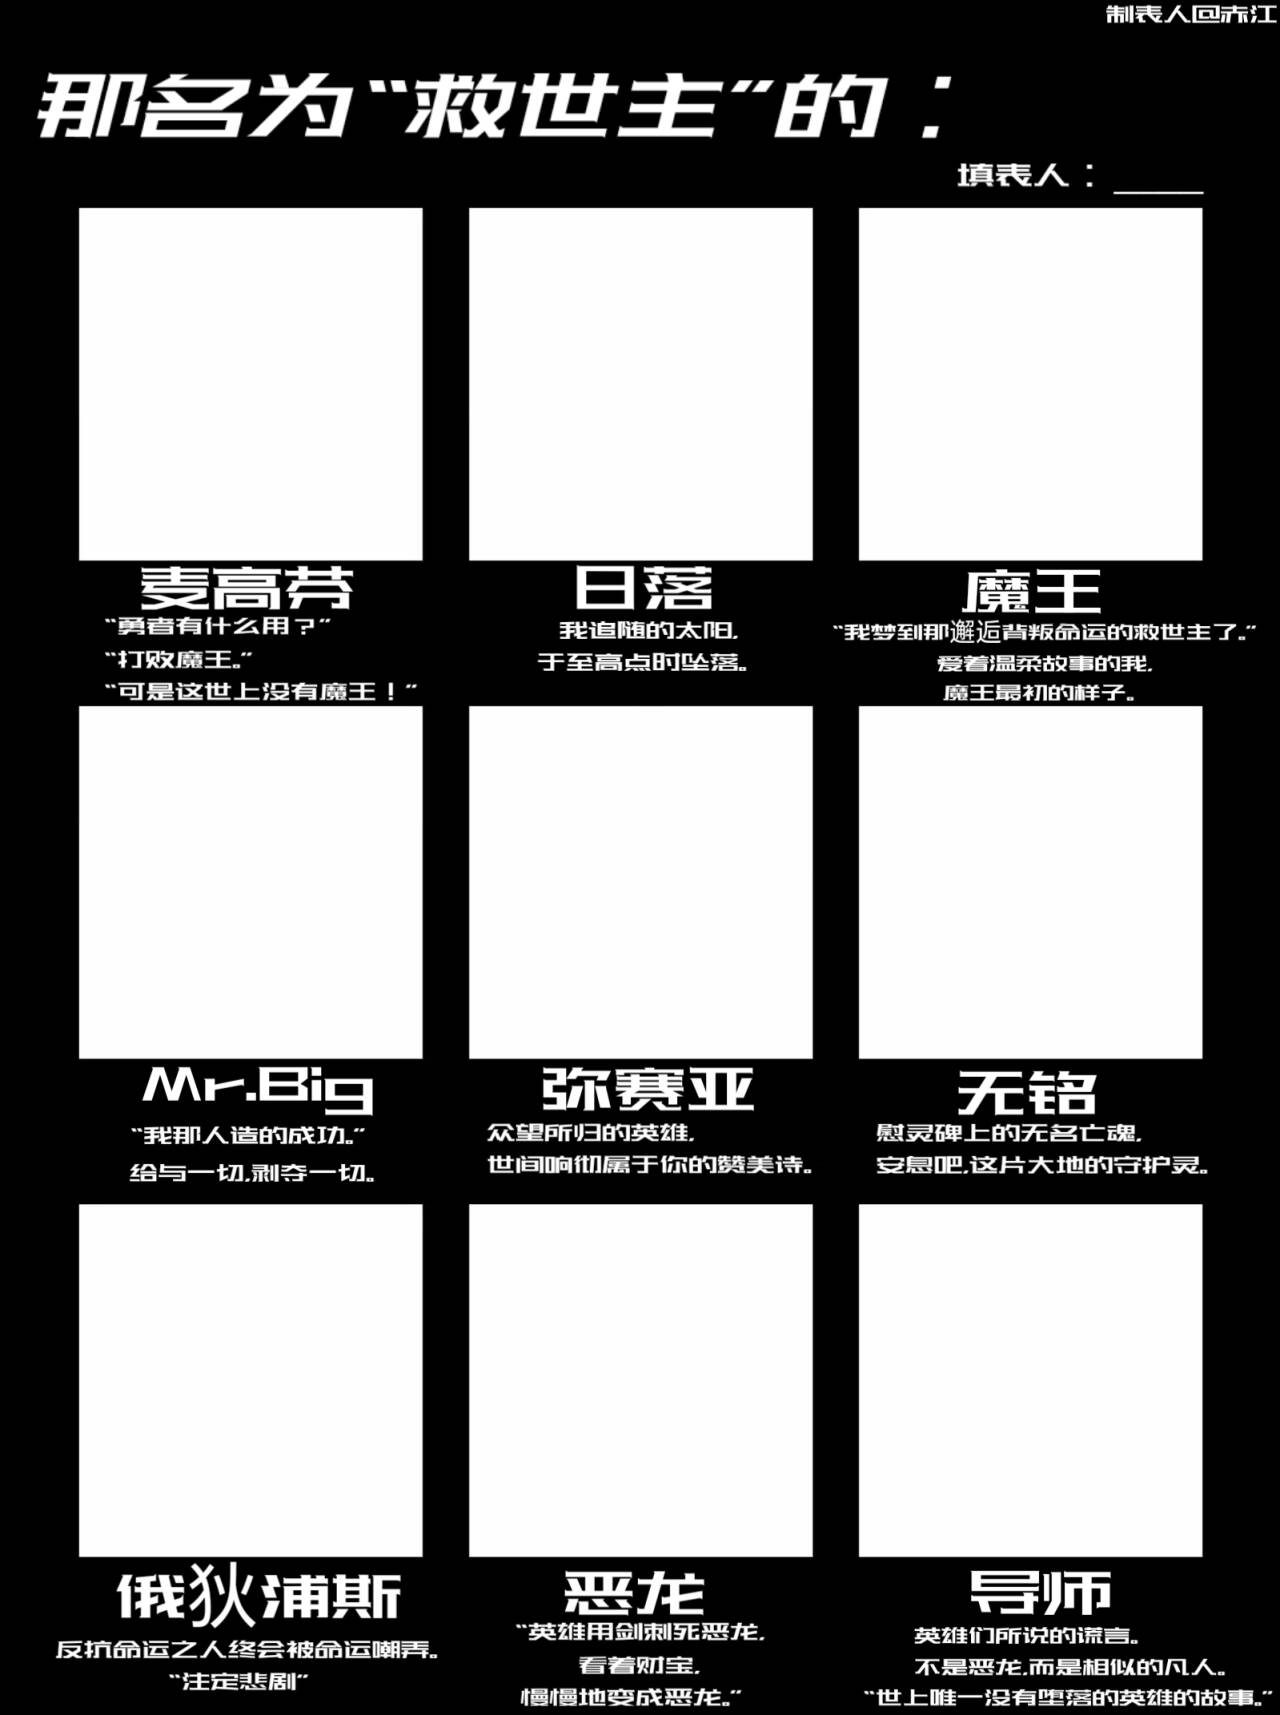 制表人@赤江
那名为“救世主”的：
填表人：____
麦高芬
“勇者有什么用？”
“打败魔王。”
“可是这世上没有魔王！”
日落
我追随的太阳,
于至高点时坠落。
魔王
“我梦到那邂逅背叛命运的救世主了。”
爱着温柔故事的我,
魔王最初的样子。
Mr.Big
“我那人造的成功。”
给与一切,剥夺一切。
弥赛亚
众望所归的英雄,
世间响彻属于你的赞美诗。
无铭
慰灵碑上的无名亡魂,
安息吧,这片大地的守护灵。
俄狄浦斯
反抗命运之人终会被命运嘲弄。
“注定悲剧”
恶龙
“英雄用剑刺死恶龙,
看着财宝,
慢慢地变成恶龙。”
导师
英雄们所说的谎言。
不是恶龙,而是相似的凡人。
“世上唯一没有堕落的英雄的故事。”